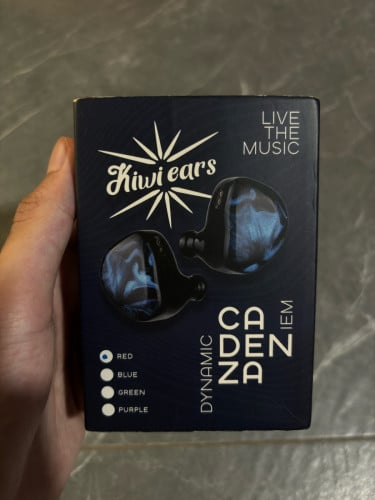 LIVE
THE
MUSIC
Kiwi ears
DYNAMIC
CA
DEN
ZA
IEM
RED
BLUE
GREEN
PURPLE